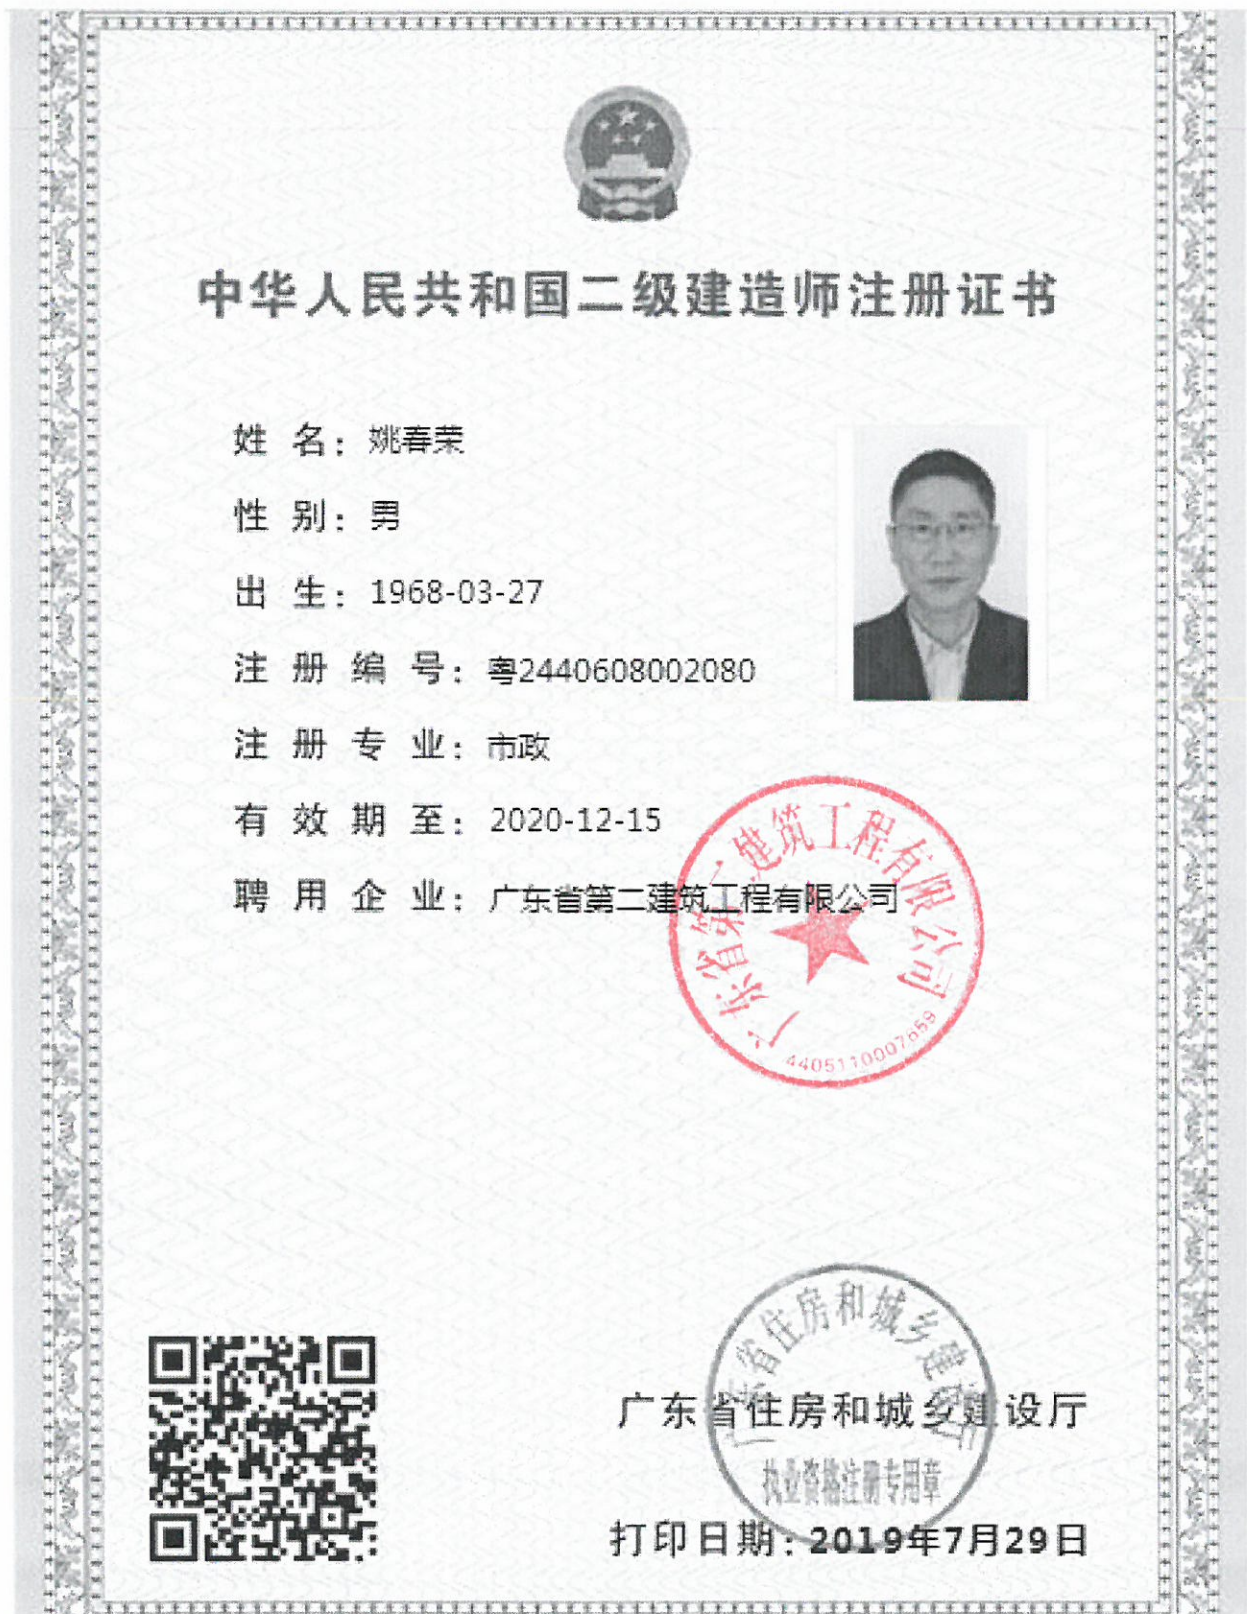 中华人民共和国二级建造师注册证书
姓 名：姚春荣
性 别：男
出 生：1968-03-27
注 册 编 号：粤2440608002080
注 册 专 业：市政
有 效 期 至：2020-12-15
聘 用 企 业：广东省第二建筑工程有限公司
广东省第二建筑工程有限公司
4405110007659
广东省住房和城乡建设厅
广东省住房和城乡建设厅
执业资格注册专用章
打印日期：2019年7月29日